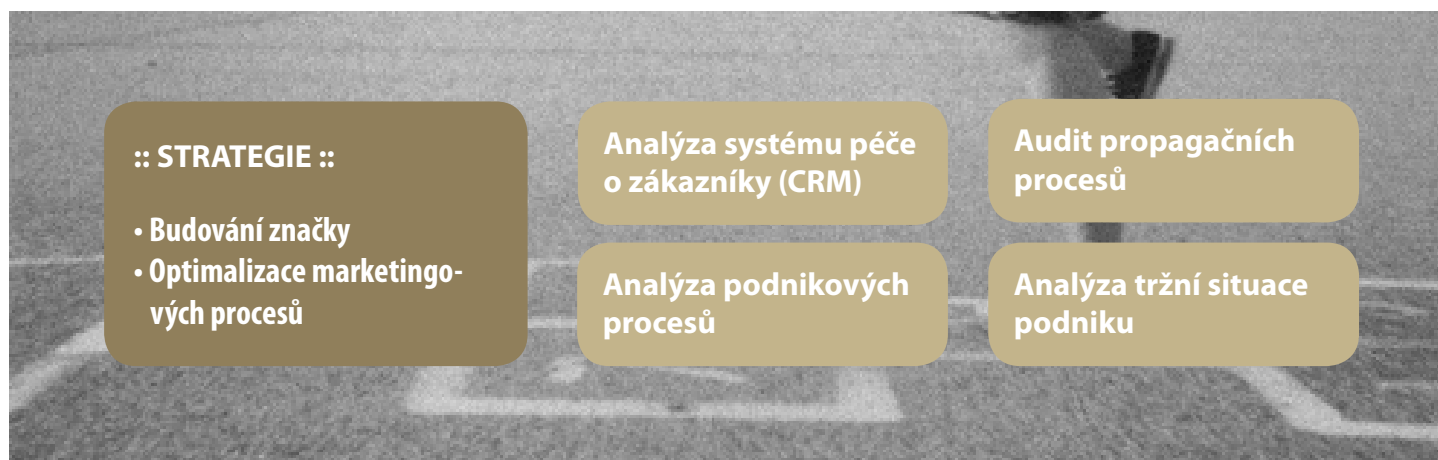 :: STRATEGIE ::
• Budování značky
• Optimalizace marketingo-
vých procesů
Analýza systému péče
o zákazníky (CRM)
Audit propagačních
procesů
Analýza podnikových
procesů
Analýza tržní situace
podniku